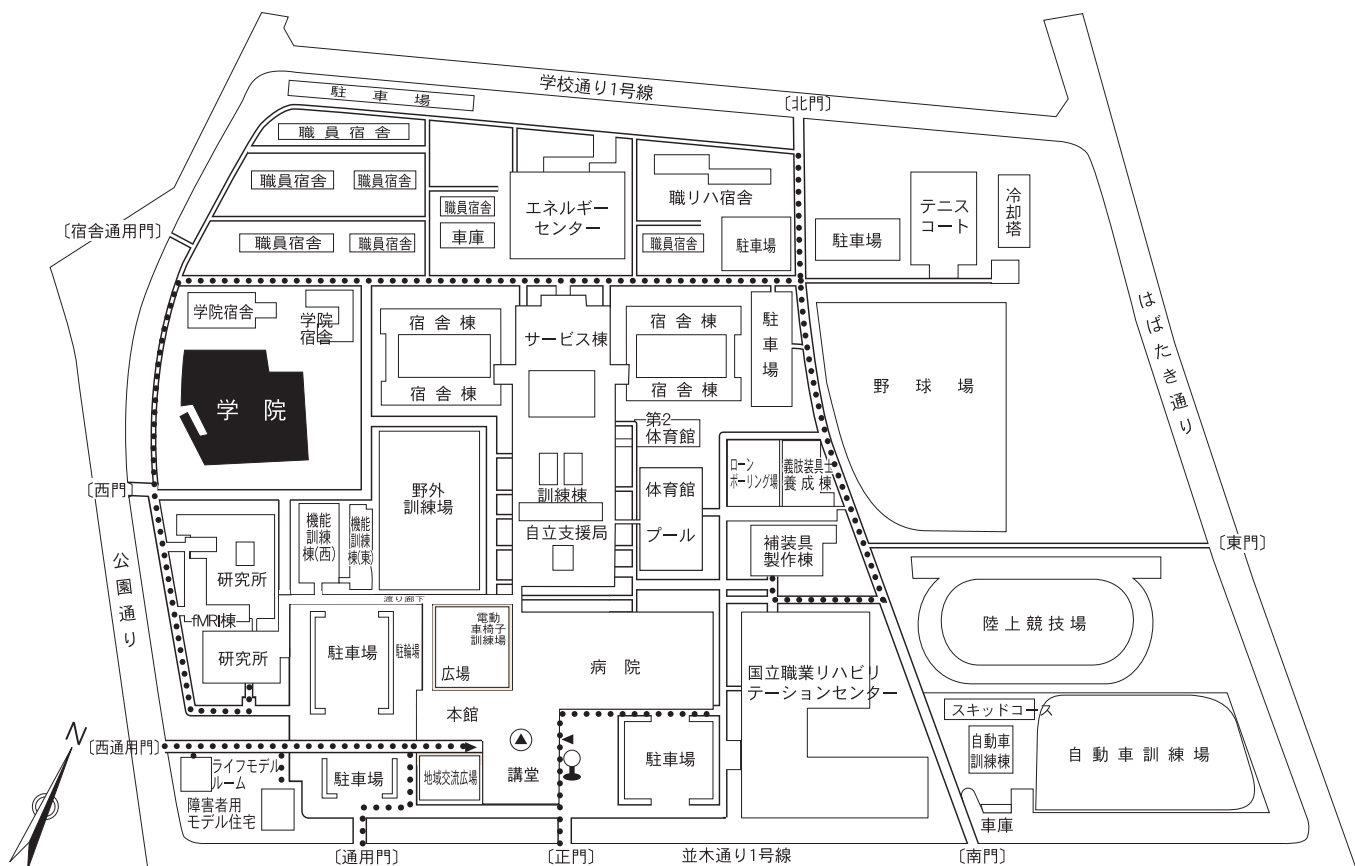 学校通り1号線
駐 車 場
〔北門〕
職 員 宿 舎
職員宿舎
職員宿舎
職員宿舎
車庫
エネルギー
センター
職リハ宿舎
駐車場
駐車場
テニス
コート
冷却塔
〔宿舎通用門〕
職員宿舎
職員宿舎
職員宿舎
学院宿舎
学院
宿舎
宿 舎 棟
サービス棟
宿 舎 棟
駐車場
はばたき通り
宿 舎 棟
宿 舎 棟
野 球 場
学 院
第2
体育館
ローン
ボーリング場
義肢装具士
養 成 棟
〔西門〕
野外
訓練場
訓練棟
体育館
機能
訓練
棟(西)
機能
訓練
棟(東)
自立支援局
プール
補装具
製作棟
〔東門〕
公園通り
研究所
渡り廊下
fMRI棟
電動
車椅子
訓練場
陸上競技場
研究所
駐車場
駐輪場
広場
病 院
国立職業リハビリ
テーションセンター
スキッドコース
本館
N
〔西通用門〕
自動車
訓練棟
自 動 車 訓 練 場
ライフモデル
ルーム
駐車場
地域交流広場
講堂
駐車場
障害者用
モデル住宅
車庫
〔通用門〕
〔正門〕
並木通り1号線
〔南門〕